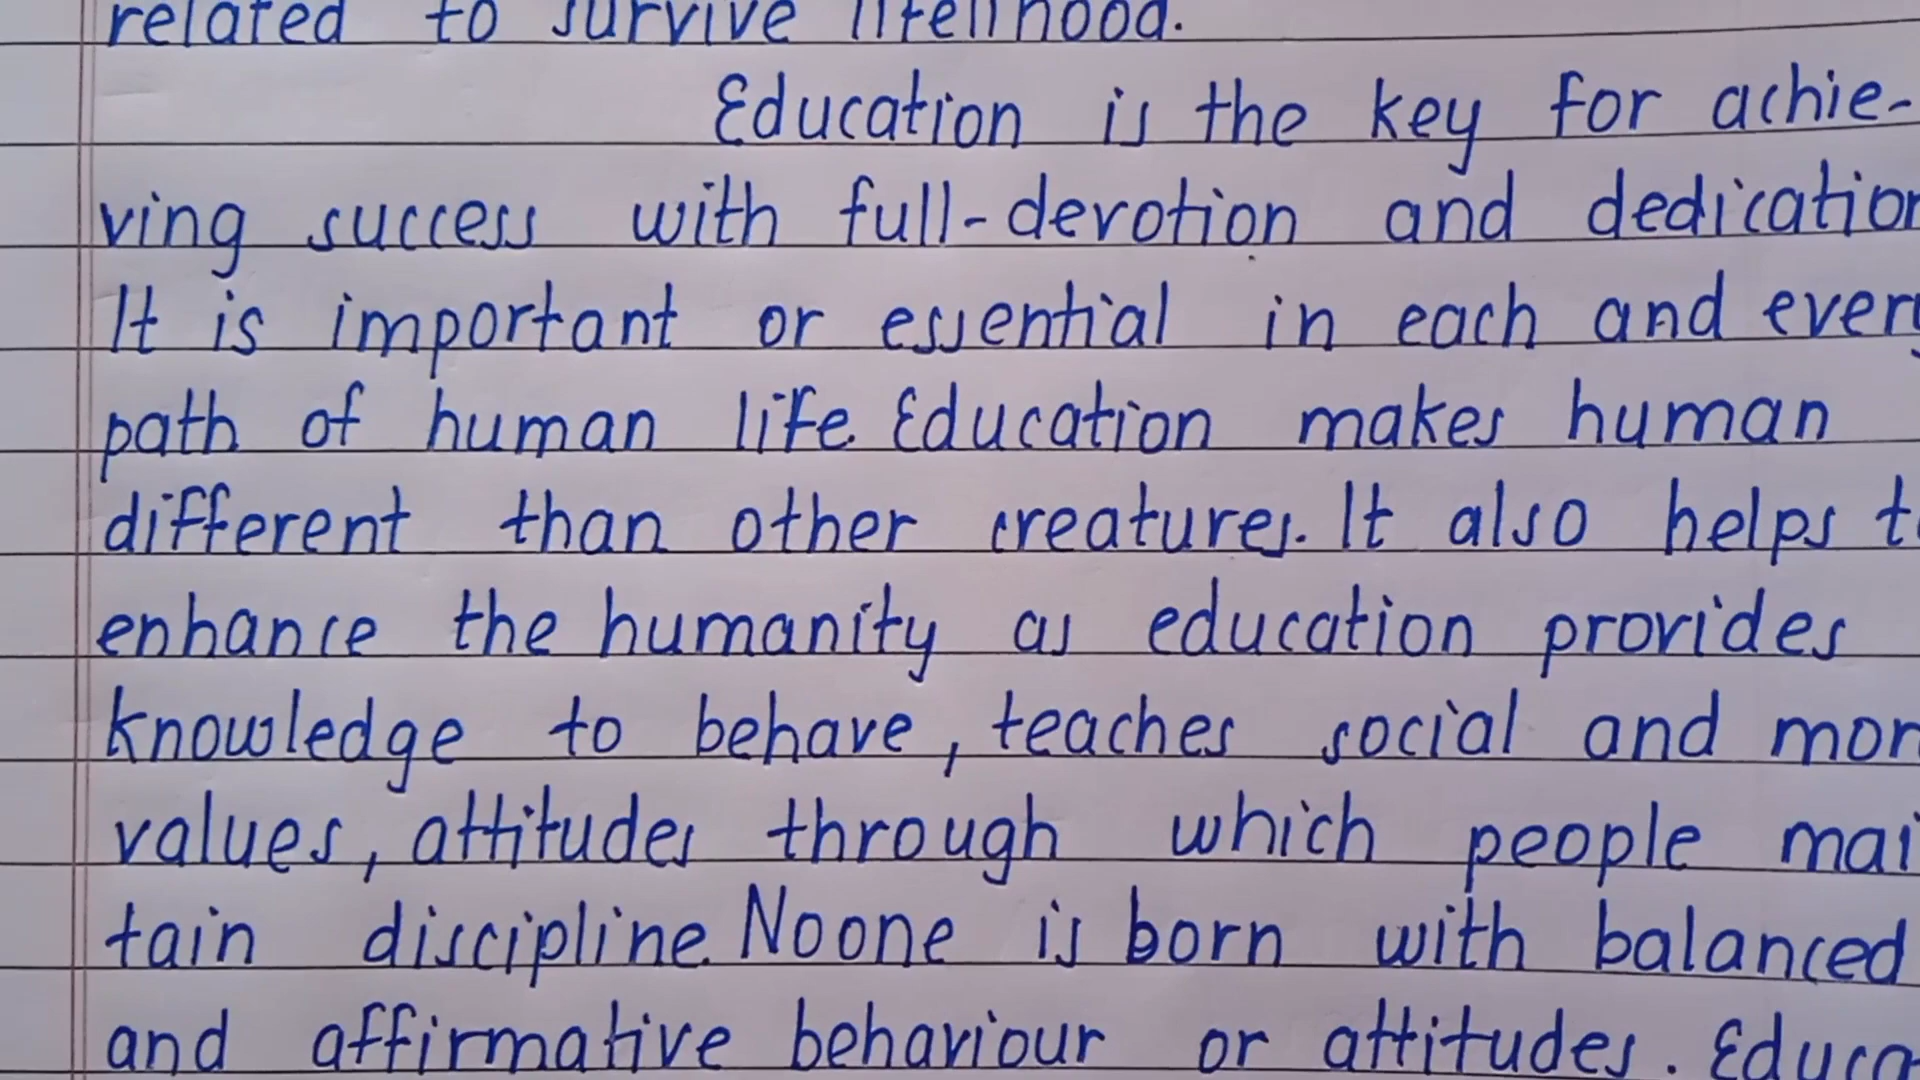 related to survive livelihood.
Education is the key for achie-
ving success with full-devotion and dedication
It is important or essential in each and every
path of human life. Education makes human
different than other creatures. It also helps t
enhance the humanity as education provides
knowledge to behave, teaches social and mor
values, attitudes through which people mai
tain discipline. Noone is born with balanced
and affirmative behaviour or attitudes. Educa